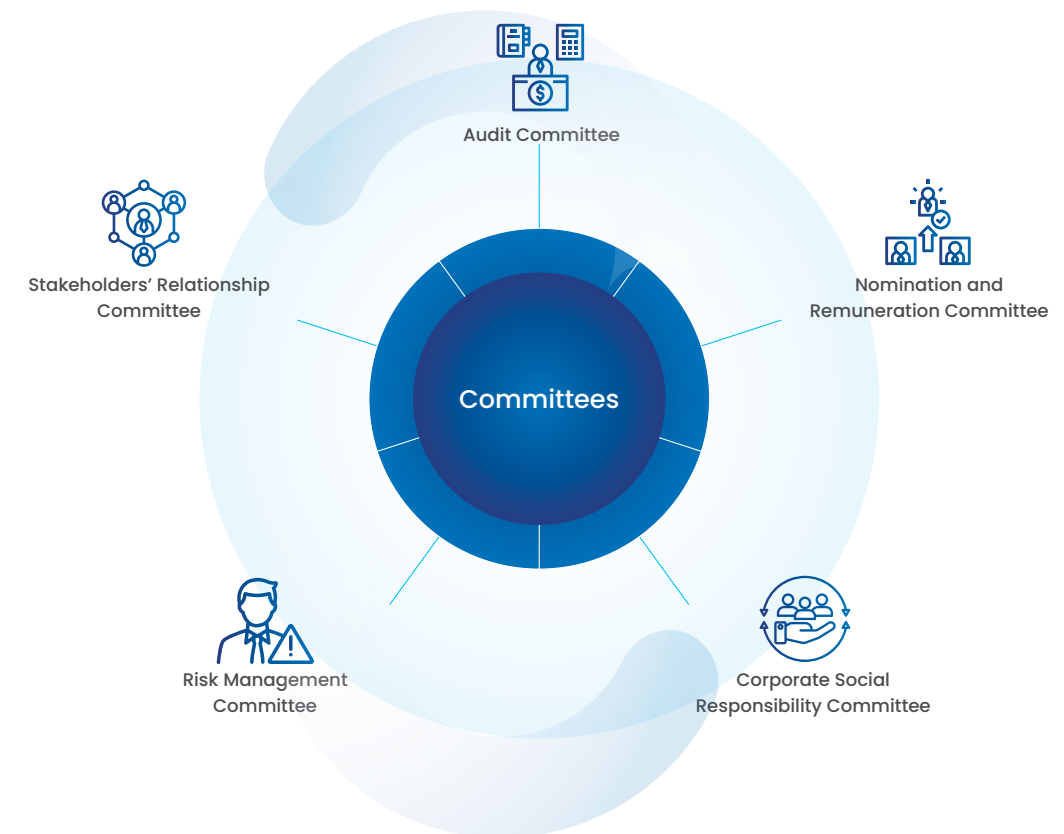 Audit Committee
Stakeholders’ Relationship
Committee
Nomination and
Remuneration Committee
Committees
Risk Management
Committee
Corporate Social
Responsibility Committee